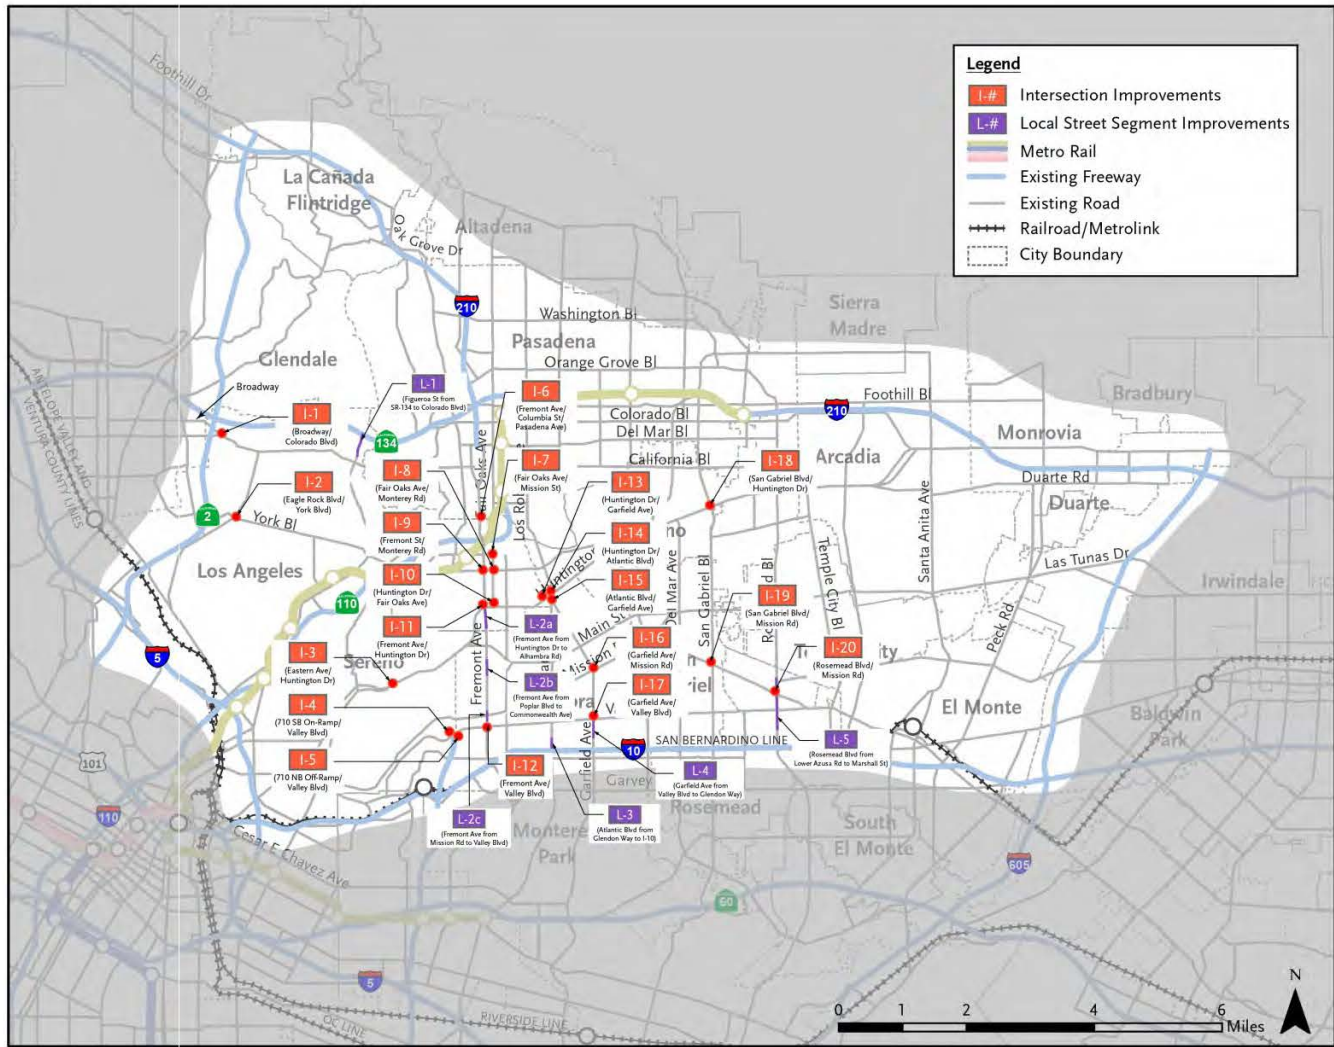 Legend
I-# Intersection Improvements
L-# Local Street Segment Improvements
Metro Rail
Existing Freeway
Existing Road
Railroad/Metrolink
City Boundary
Foothill Dr
La Cañada
Flintridge
Oak Grove Dr
Altadena
210
Washington Bl
Sierra
Madre
Pasadena
Orange Grove Bl
Glendale
ANTELOPE VALLEY LINE
VENTURA COUNTY LINES
Broadway
L-1
(Figueroa St from
SR-134 to Colorado Blvd)
I-6
(Fremont Ave/
Columbia St/
Pasadena Ave)
Foothill Bl
Bradbury
210
I-1
(Broadway/
Colorado Blvd)
Colorado Bl
Del Mar Bl
134
Monrovia
California Bl
Arcadia
I-7
(Fair Oaks Ave/
Mission St)
I-18
(San Gabriel Blvd/
Huntington Dr)
I-8
(Fair Oaks Ave/
Monterey Rd)
Duarte Rd
Duarte
I-2
(Eagle Rock Blvd/
York Blvd)
I-13
(Huntington Dr/
Garfield Ave)
2
York Bl
I-9
(Fremont St/
Monterey Rd)
I-14
(Huntington Dr/
Atlantic Blvd)
Santa Anita Ave
Las Tunas Dr
Irwindale
Los Angeles
I-10
(Huntington Dr/
Fair Oaks Ave)
I-15
(Atlantic Blvd/
Garfield Ave)
Del Mar Ave
San Gabriel Bl
Temple City Bl
110
I-19
(San Gabriel Blvd/
Mission Rd)
Main St
Peck Rd
I-11
(Fremont Ave/
Huntington Dr)
L-2a
(Fremont Ave from
Huntington Dr to
Alhambra Rd)
I-16
(Garfield Ave/
Mission Rd)
I-20
(Rosemead Blvd/
Mission Rd)
5
I-3
(Eastern Ave/
Huntington Dr)
Sereno
Fremont Ave
L-2b
(Fremont Ave from
Poplar Blvd to
Commonwealth Ave)
I-17
(Garfield Ave/
Valley Blvd)
I-4
(710 SB On-Ramp/
Valley Blvd)
El Monte
Baldwin
Park
I-5
(710 NB Off-Ramp/
Valley Blvd)
I-12
(Fremont Ave/
Valley Blvd)
Garfield Ave
10
SAN BERNARDINO LINE
L-5
(Rosemead Blvd from
Lower Azusa Rd to Marshall St)
101
L-4
(Garfield Ave from
Valley Blvd to Glendon Way)
Garvey
Rosemead
L-2c
(Fremont Ave from
Mission Rd to Valley Blvd)
L-3
(Atlantic Blvd from
Glendon Way to I-10)
110
Park
South
El Monte
Cesar E Chavez Ave
605
60
5
RIVERSIDE LINE
OC LINE
0 1 2 4 6
Miles
N